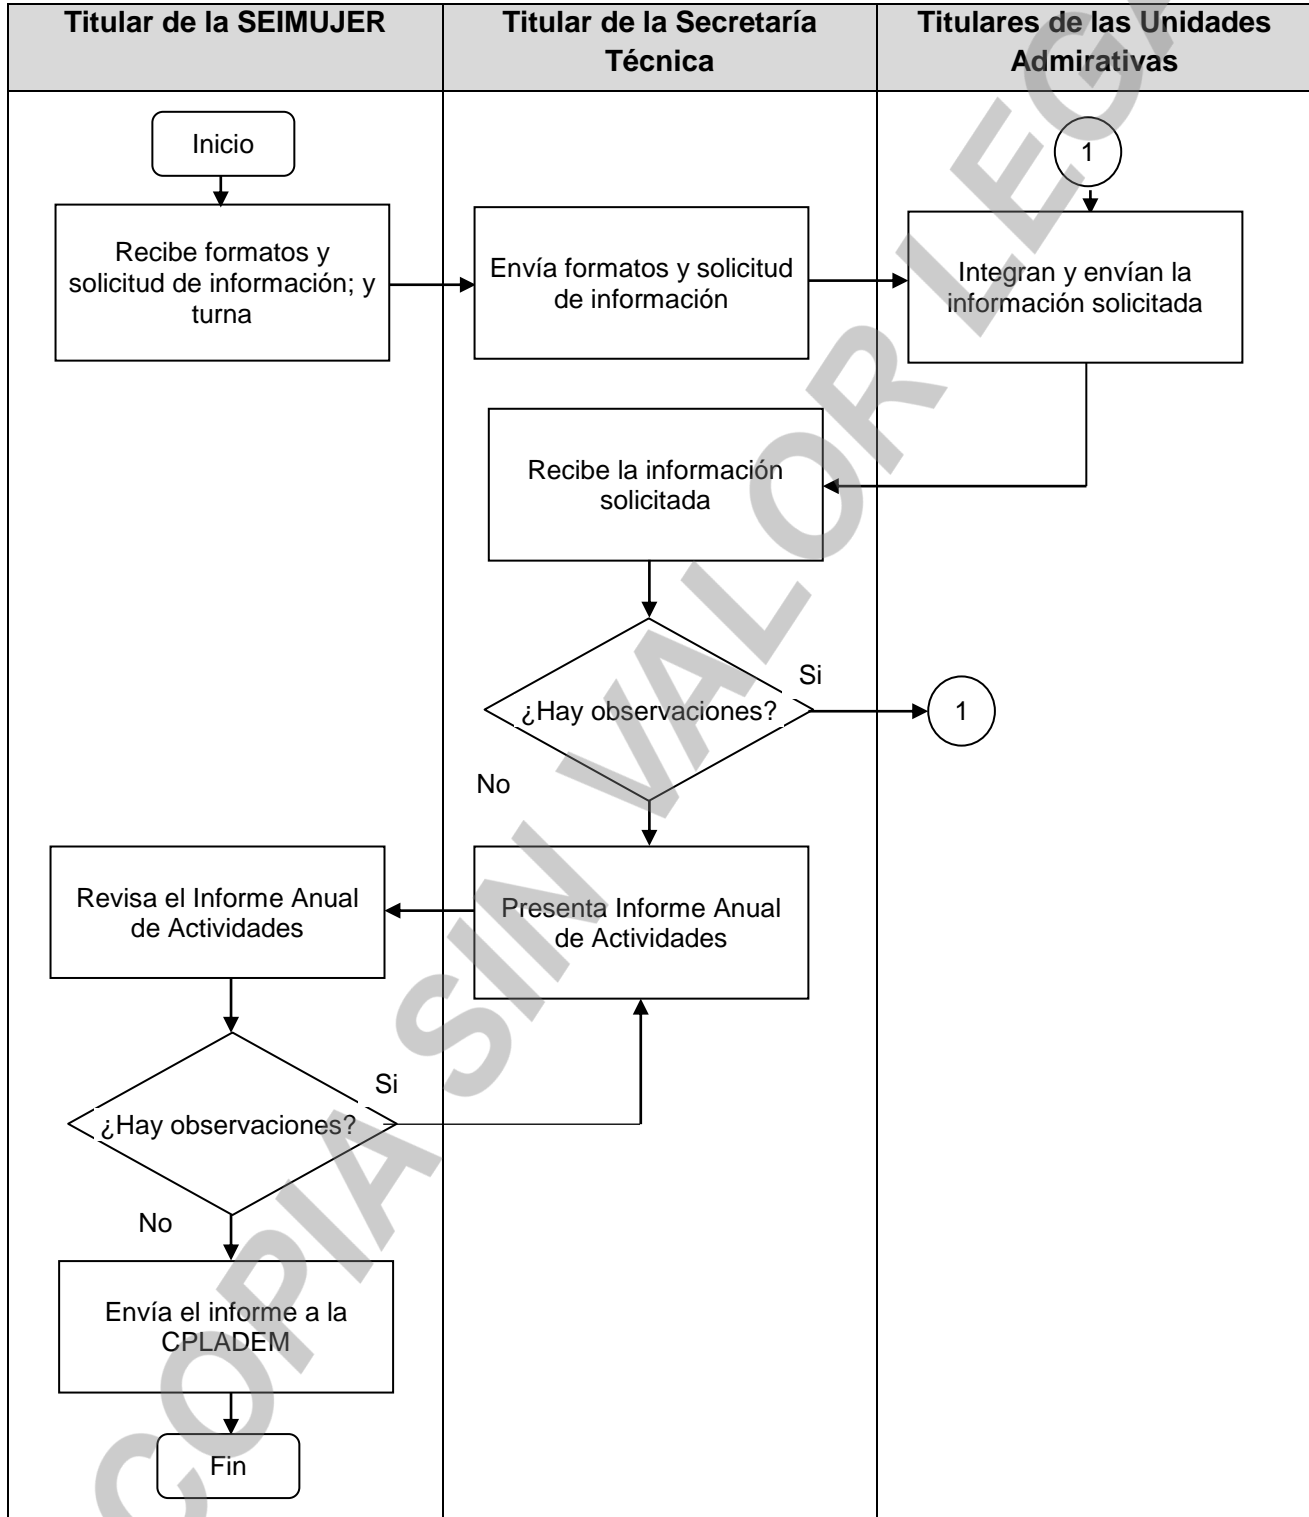 Titular de la SEIMUJER
Titular de la Secretaría
Técnica
Titulares de las Unidades
Admirativas
Inicio
1
Recibe formatos y
solicitud de información; y
turna
Envía formatos y solicitud
de información
Integran y envían la
información solicitada
Recibe la información
solicitada
¿Hay observaciones?
Si
1
No
Revisa el Informe Anual
de Actividades
Presenta Informe Anual
de Actividades
¿Hay observaciones?
Si
No
Envía el informe a la
CPLADEM
Fin
COPIA SIN VALOR LEGA